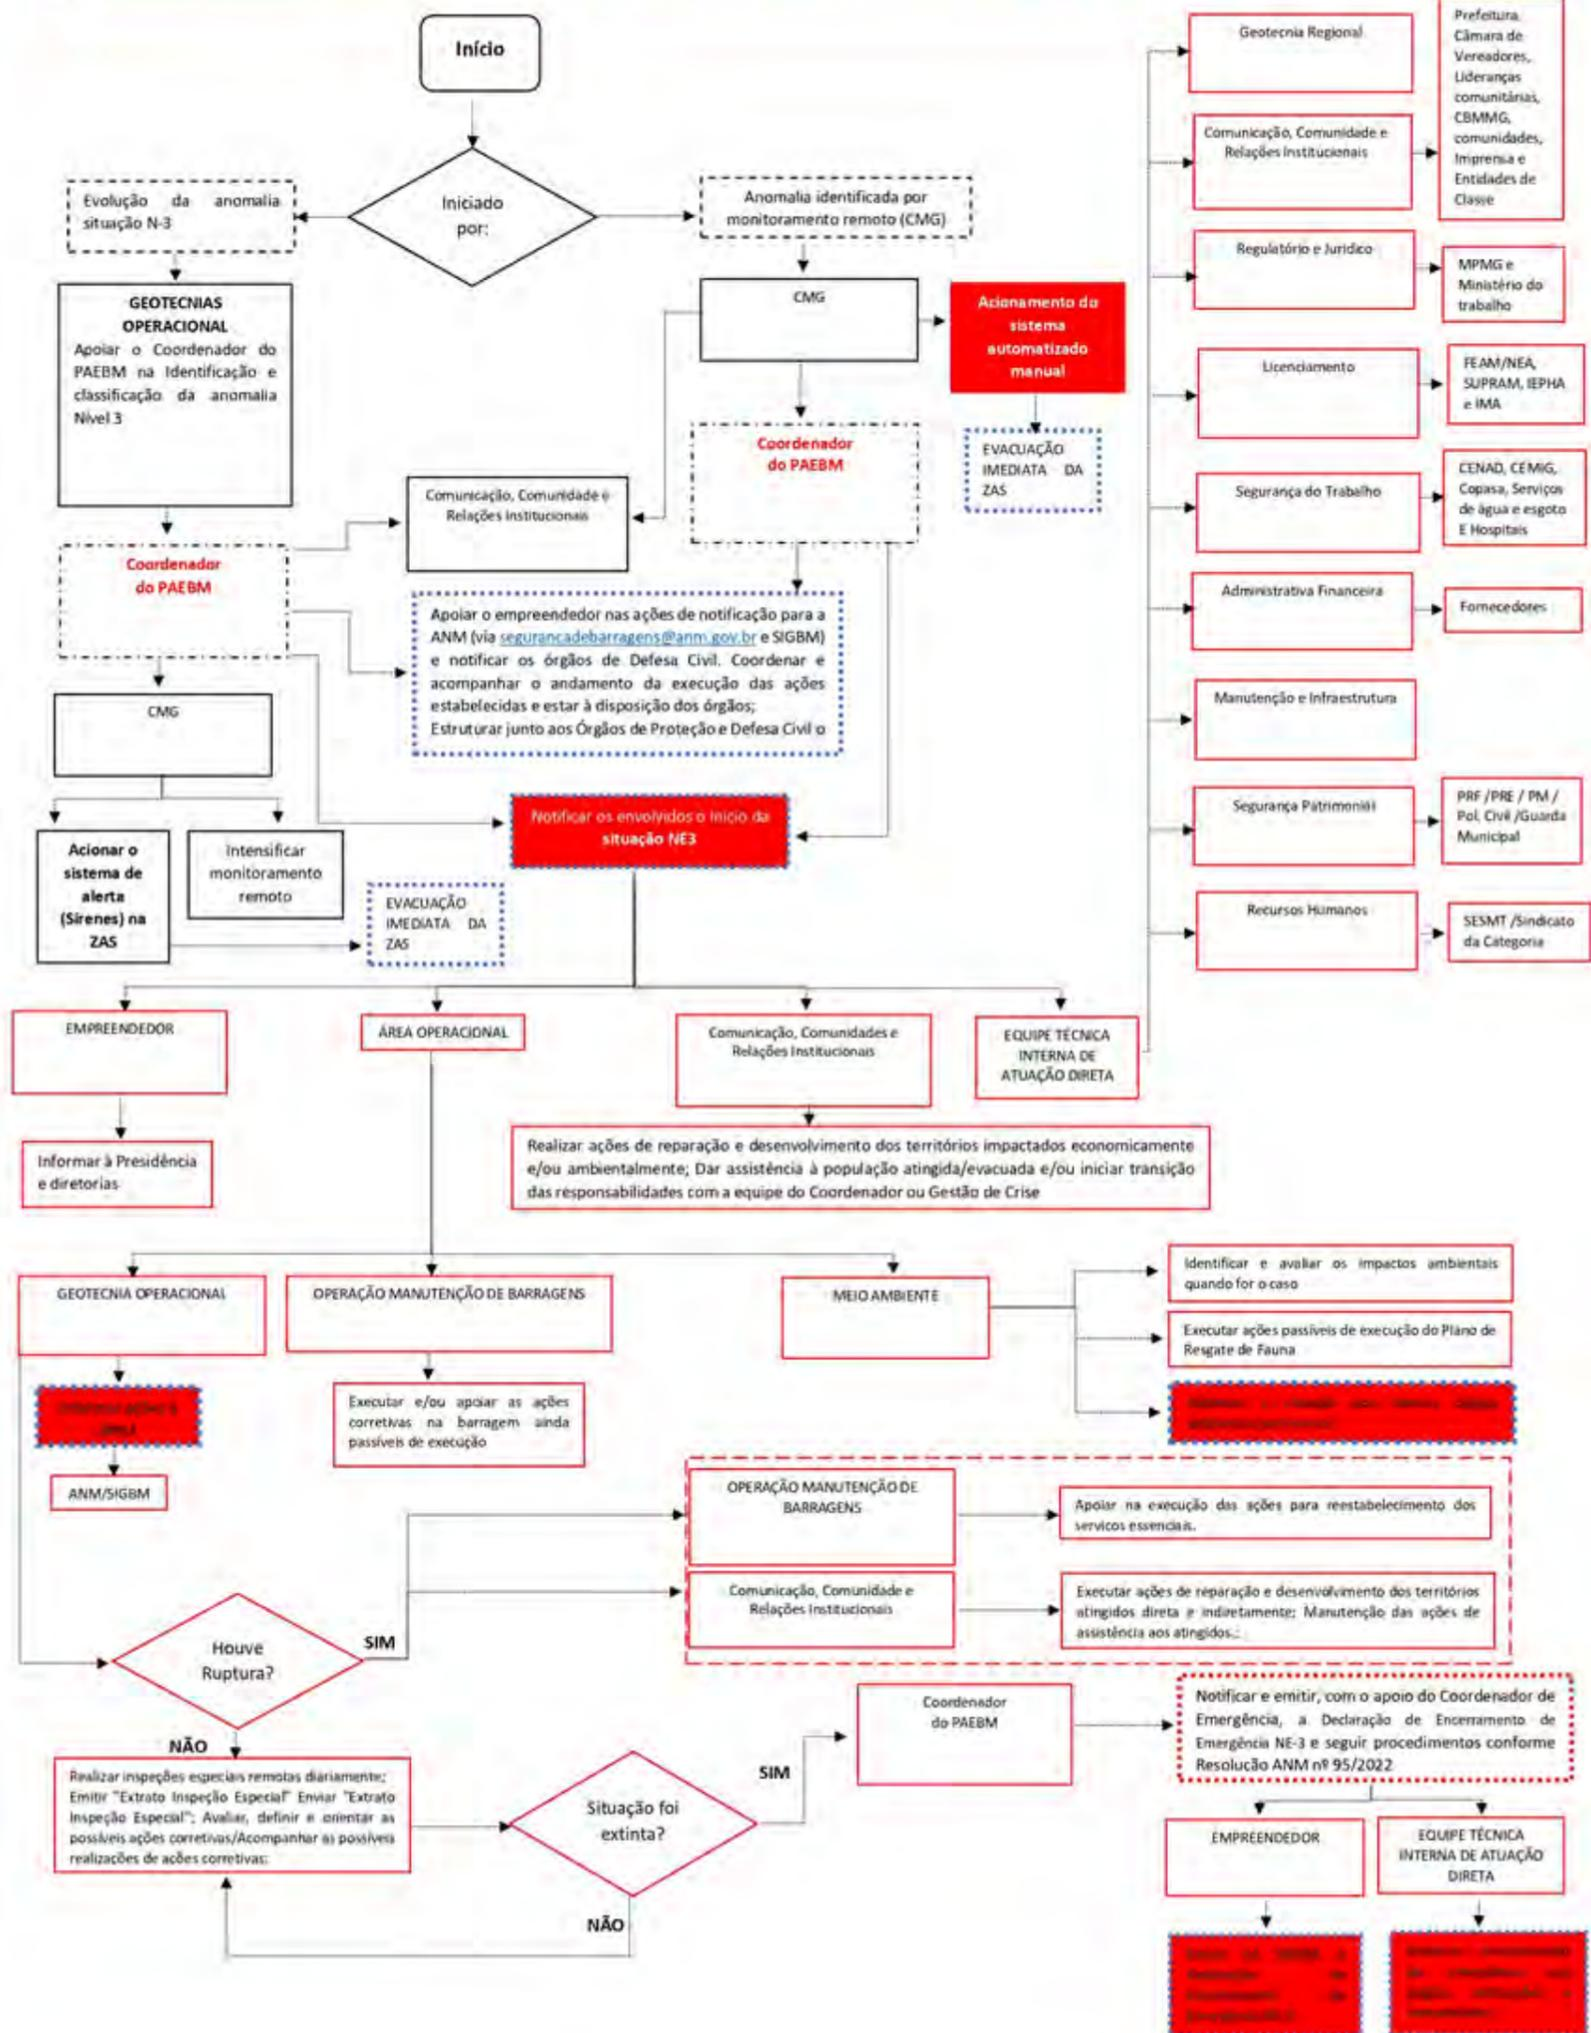 Início
Iniciado
por:
Evolução da anomalia
situação N-3
Anomalia identificada por
monitoramento remoto (CMG)
GEOTECNIAS
OPERACIONAL
Apoiar o Coordenador do
PAEBM na Identificação e
classificação da anomalia
Nível 3
CMG
Acionamento do
sistema
automatizado
manual
EVACUAÇÃO
IMEDIATA DA
ZAS
Coordenador
do PAEBM
Comunicação, Comunidade e
Relações Institucionais
Coordenador
do PAEBM
Apoiar o empreendedor nas ações de notificação para a
ANM (via segurancadebarragens@anm.gov.br e SIGBM)
e notificar os órgãos de Defesa Civil. Coordenar e
acompanhar o andamento da execução das ações
estabelecidas e estar à disposição dos órgãos;
Estruturar junto aos Órgãos de Proteção e Defesa Civil o
CMG
Acionar o
sistema de
alerta
(Sirenes) na
ZAS
Intensificar
monitoramento
remoto
EVACUAÇÃO
IMEDIATA DA
ZAS
Notificar os envolvidos o início da
situação NE3
Geotecnia Regional
Comunicação, Comunidade e
Relações Institucionais
Prefeitura,
Câmara de
Vereadores,
Lideranças
comunitárias,
CBMMG,
comunidades,
Imprensa e
Entidades de
Classe
Regulatório e Jurídico
MPMG e
Ministério do
trabalho
Licenciamento
FEAM/NEA,
SUPRAM, IEPHA
e IMA
Segurança do Trabalho
CENAD, CEMIG,
Copasa, Serviços
de água e esgoto
E Hospitais
Administrativa Financeira
Fornecedores
Manutenção e Infraestrutura
Segurança Patrimonial
PRF /PRE / PM /
Pol. Civil /Guarda
Municipal
Recursos Humanos
SESMT /Sindicato
da Categoria
EMPREENDEDOR
ÁREA OPERACIONAL
Comunicação, Comunidades e
Relações Institucionais
EQUIPE TÉCNICA
INTERNA DE
ATUAÇÃO DIRETA
Informar à Presidência
e diretorias
Realizar ações de reparação e desenvolvimento dos territórios impactados economicamente
e/ou ambientalmente; Dar assistência à população atingida/evacuada e/ou iniciar transição
das responsabilidades com a equipe do Coordenador ou Gestão de Crise
GEOTECNIA OPERACIONAL
OPERAÇÃO MANUTENÇÃO DE BARRAGENS
MEIO AMBIENTE
Identificar e avaliar os impactos ambientais
quando for o caso
Executar ações passíveis de execução do Plano de
Resgate de Fauna
Executar e/ou apoiar as ações
corretivas na barragem ainda
passíveis de execução
ANM/SIGBM
OPERAÇÃO MANUTENÇÃO DE
BARRAGENS
Apoiar na execução das ações para reestabelecimento dos
serviços essenciais.
Comunicação, Comunidade e
Relações Institucionais
Executar ações de reparação e desenvolvimento dos territórios
atingidos direta e indiretamente; Manutenção das ações de
assistência aos atingidos.;
Houve
Ruptura?
SIM
NÃO
Realizar inspeções especiais remotas diariamente;
Emitir "Extrato Inspeção Especial" Enviar "Extrato
Inspeção Especial"; Avaliar, definir e orientar as
possíveis ações corretivas/Acompanhar as possíveis
realizações de ações corretivas;
Situação foi
extinta?
SIM
NÃO
Coordenador
do PAEBM
Notificar e emitir, com o apoio do Coordenador de
Emergência, a Declaração de Encerramento de
Emergência NE-3 e seguir procedimentos conforme
Resolução ANM nº 95/2022
EMPREENDEDOR
EQUIPE TÉCNICA
INTERNA DE ATUAÇÃO
DIRETA